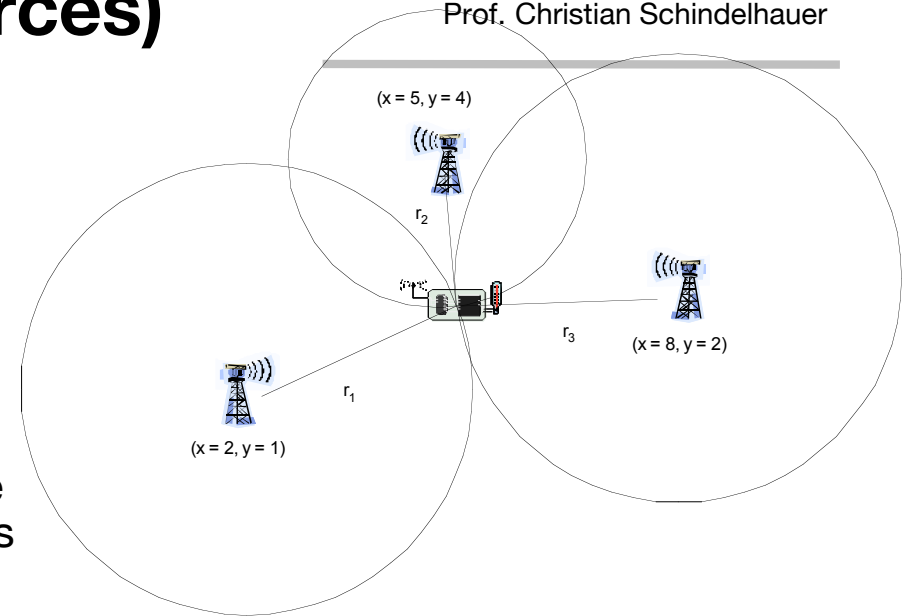 rces)
Prof. Christian Schindelhauer
(x = 5, y = 4)
r2
r3
(x = 8, y = 2)
r1
(x = 2, y = 1)
e
s